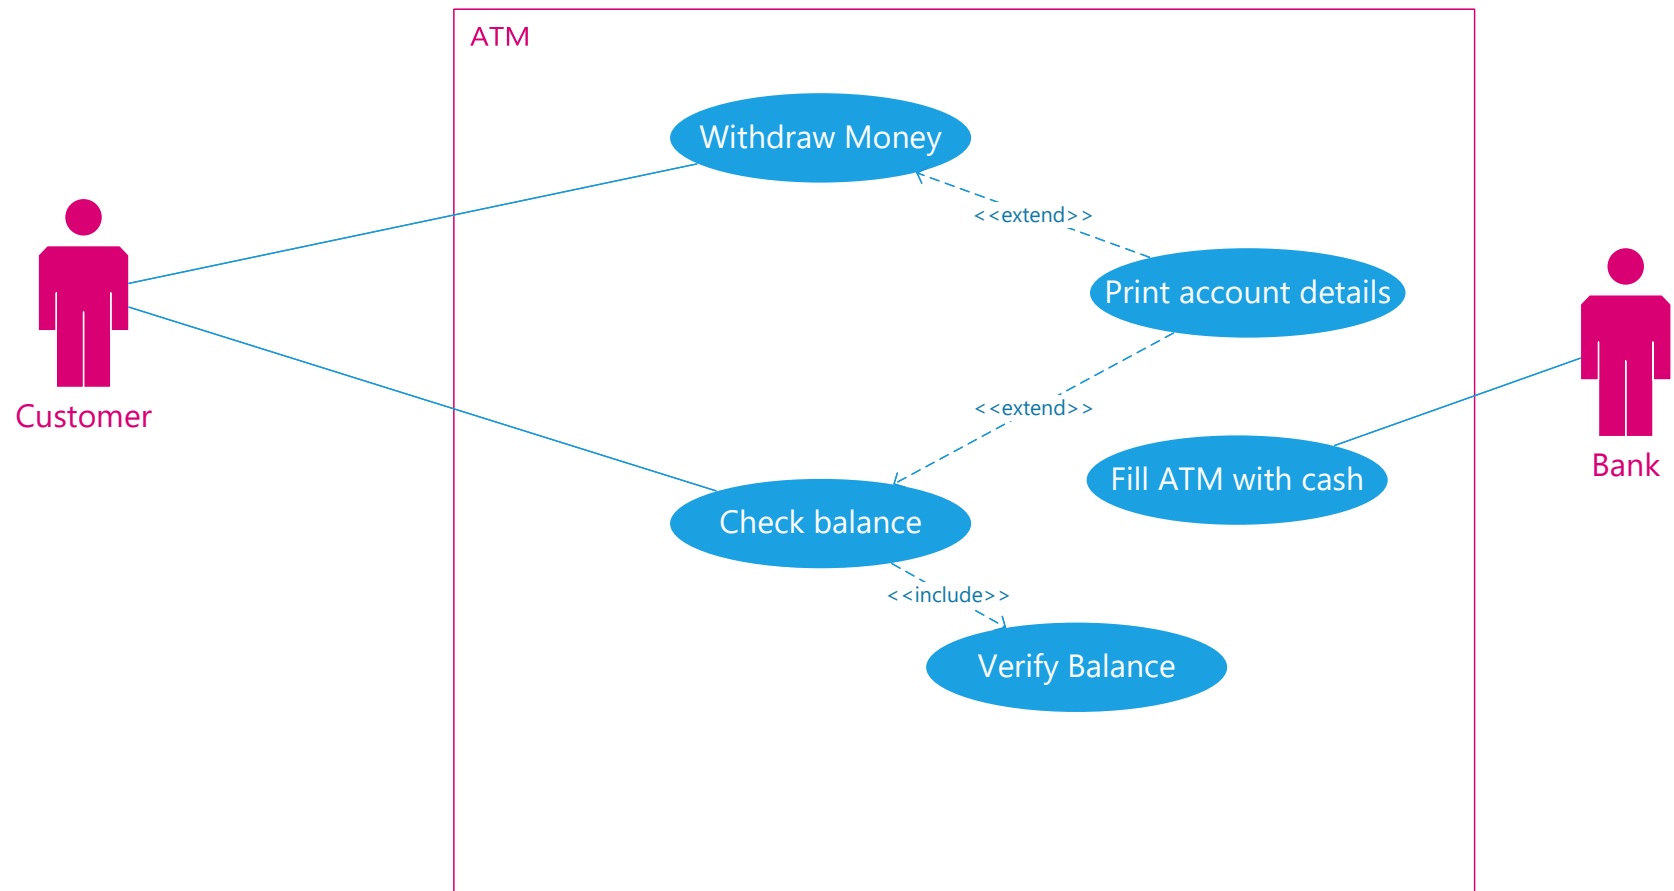 ATM
Withdraw Money
<<extend>>
Print account details
Customer
<<extend>>
Bank
Fill ATM with cash
Check balance
<<include>>
Verify Balance